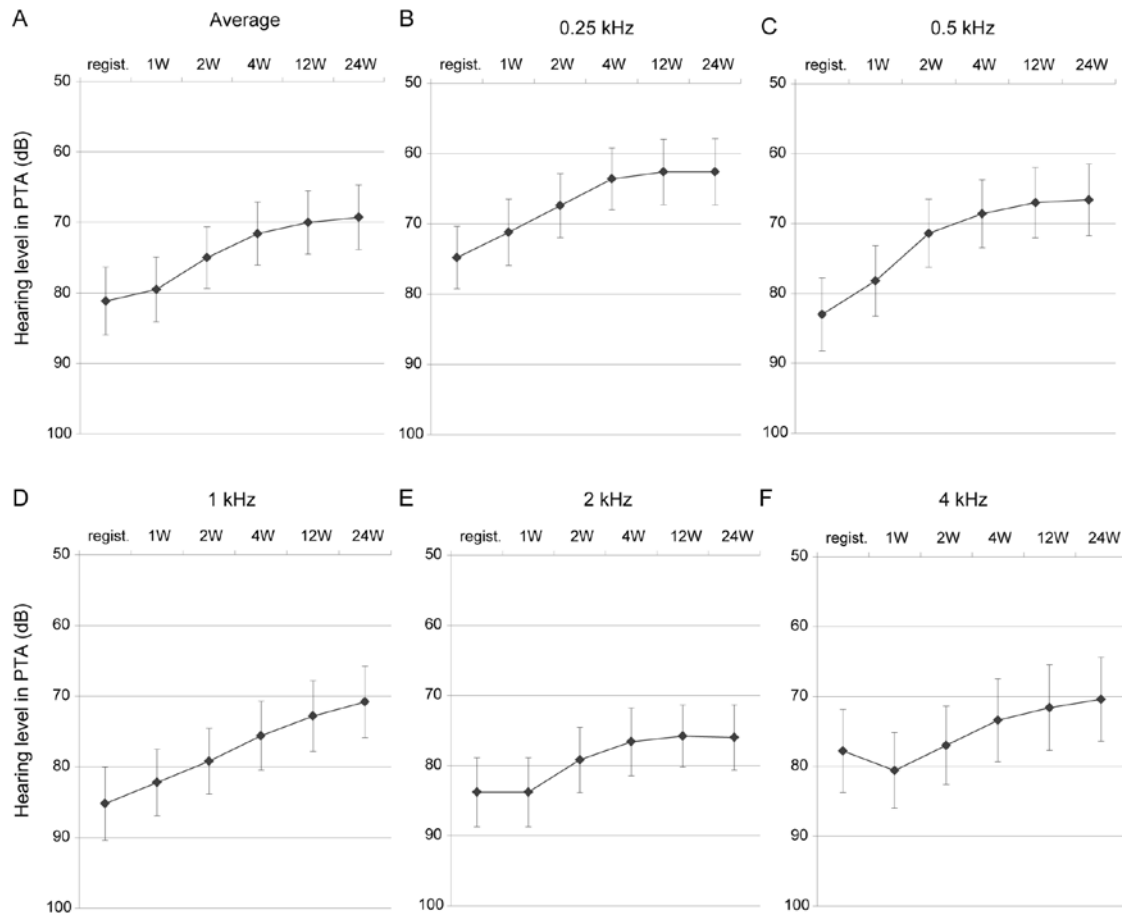 A
Average
regist. 1W 2W 4W 12W 24W
Hearing level in PTA (dB)
50
60
70
80
90
100
B
0.25 kHz
regist. 1W 2W 4W 12W 24W
50
60
70
80
90
100
C
0.5 kHz
regist. 1W 2W 4W 12W 24W
50
60
70
80
90
100
D
1 kHz
regist. 1W 2W 4W 12W 24W
Hearing level in PTA (dB)
50
60
70
80
90
100
E
2 kHz
regist. 1W 2W 4W 12W 24W
50
60
70
80
90
100
F
4 kHz
regist. 1W 2W 4W 12W 24W
50
60
70
80
90
100